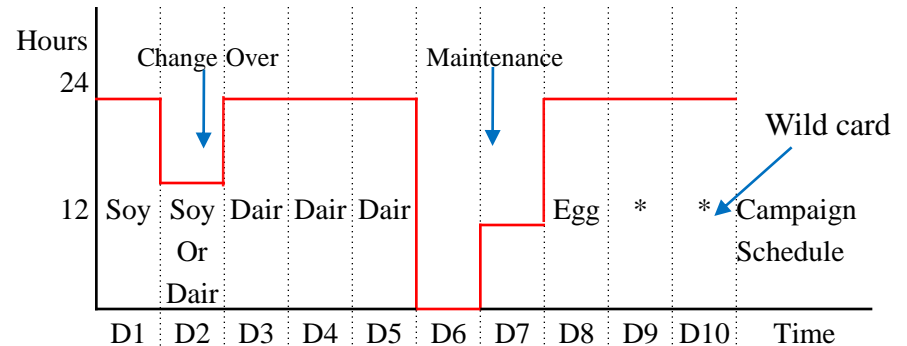 Hours
Change Over
Maintenance
24
Wild card
12 Soy Soy Dair Dair Dair Egg * * Campaign
Or Schedule
Dair
D1 D2 D3 D4 D5 D6 D7 D8 D9 D10 Time